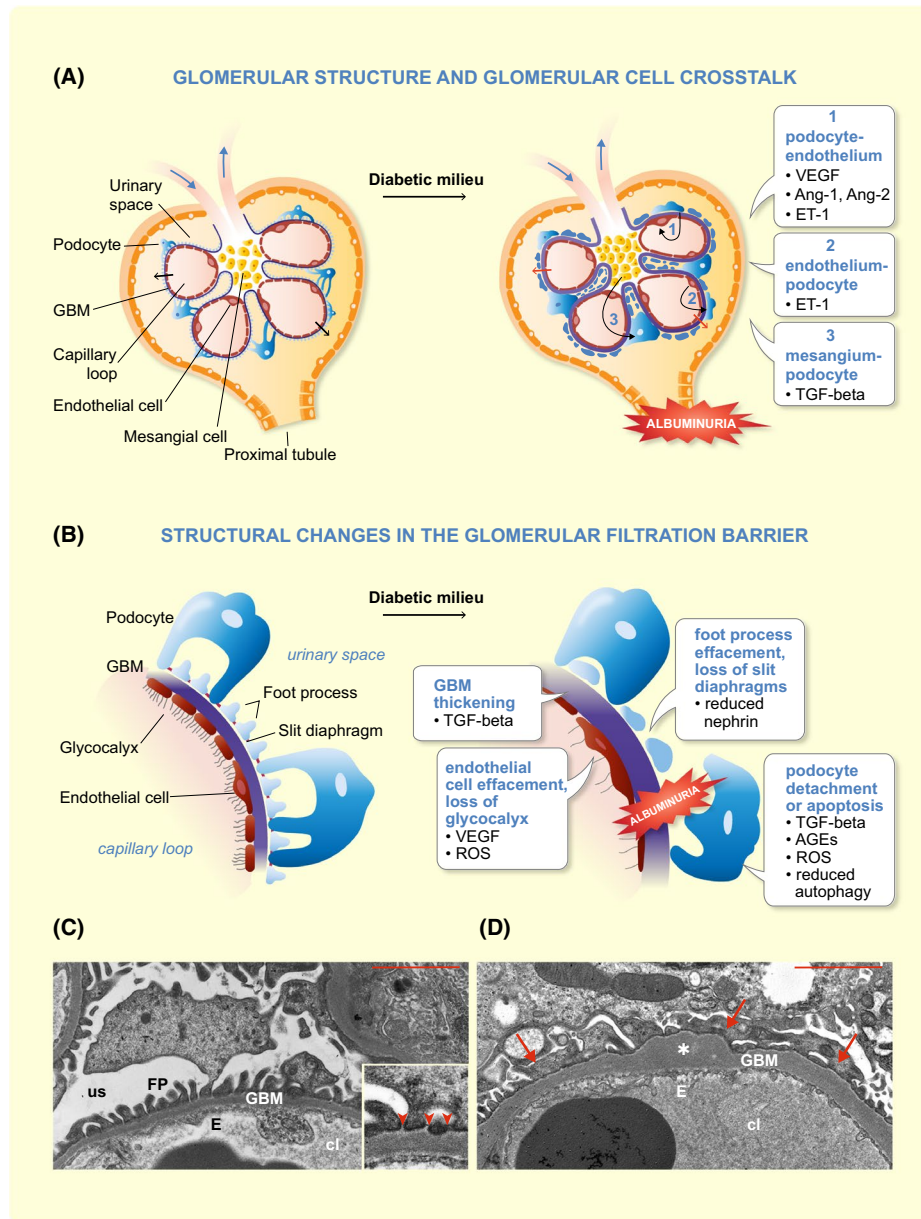 (A) GLOMERULAR STRUCTURE AND GLOMERULAR CELL CROSSTALK
Urinary
space
Podocyte
GBM
Capillary
loop
Endothelial cell
Mesangial cell
Proximal tubule
Diabetic milieu
1
2
3
ALBUMINURIA
1
podocyte-
endothelium
• VEGF
• Ang-1, Ang-2
• ET-1
2
endothelium-
podocyte
• ET-1
3
mesangium-
podocyte
• TGF-beta
(B) STRUCTURAL CHANGES IN THE GLOMERULAR FILTRATION BARRIER
Podocyte
GBM
urinary space
Foot process
Slit diaphragm
Glycocalyx
Endothelial cell
capillary loop
Diabetic milieu
GBM
thickening
• TGF-beta
endothelial
cell effacement,
loss of
glycocalyx
• VEGF
• ROS
foot process
effacement,
loss of slit
diaphragms
• reduced
nephrin
ALBUMINURIA
podocyte
detachment
or apoptosis
• TGF-beta
• AGEs
• ROS
• reduced
autophagy
(C)
us
FP
GBM
E
cl
(D)
*
GBM
E
cl